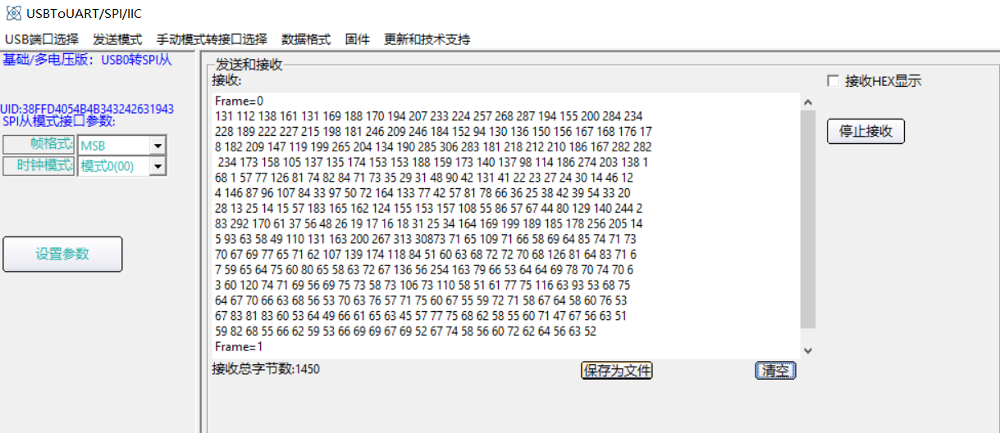 USBToUART/SPI/IIC
USB端口选择 发送模式 手动模式转接口选择 数据格式 固件 更新和技术支持
基础/多电压版：USB0转SPI从
UID:38FFD4054B4B343242631943
SPI从模式接口参数:
帧格式: MSB
时钟模式: 模式0(00)
设置参数
发送和接收
接收:
Frame=0
131 112 138 161 131 169 188 170 194 207 233 224 257 268 287 194 155 200 284 234
228 189 222 227 215 198 181 246 209 246 184 152 94 130 136 150 156 167 168 176 17
8 182 209 147 119 199 265 204 134 190 285 306 283 181 218 212 210 186 167 282 282
234 173 158 105 137 135 174 153 153 188 159 173 140 137 98 114 186 274 203 138 1
68 1 57 77 126 81 74 82 84 71 73 35 29 31 48 90 42 131 41 22 23 27 24 30 14 46 12
4 146 87 96 107 84 33 97 50 72 164 133 77 42 57 81 78 66 36 25 38 42 39 54 33 20
28 13 25 14 15 57 183 165 162 124 155 153 157 108 55 86 57 67 44 80 129 140 244 2
83 292 170 61 37 56 48 26 19 17 16 18 31 25 34 164 169 199 189 185 178 256 205 14
5 93 63 58 49 110 131 163 200 267 313 30873 71 65 109 71 66 58 69 64 85 74 71 73
70 67 69 77 65 71 62 107 139 174 118 84 51 60 63 68 72 72 70 68 126 81 64 83 71 6
7 59 65 64 75 60 80 65 58 63 72 67 136 56 254 163 79 66 53 64 64 69 78 70 74 70 6
3 60 120 74 71 69 56 69 75 73 58 73 106 73 110 58 51 61 77 75 116 63 93 53 68 75
64 67 70 66 63 68 56 53 70 63 76 57 71 75 60 67 55 59 72 71 58 67 64 58 60 76 53
67 83 81 83 60 53 64 49 66 61 65 63 45 57 77 75 68 62 58 55 60 71 47 67 56 63 51
59 82 68 55 66 62 59 53 66 69 69 67 69 52 67 74 58 56 60 72 62 64 56 63 52
Frame=1
接收总字节数:1450
保存为文件
清空
接收HEX显示
停止接收